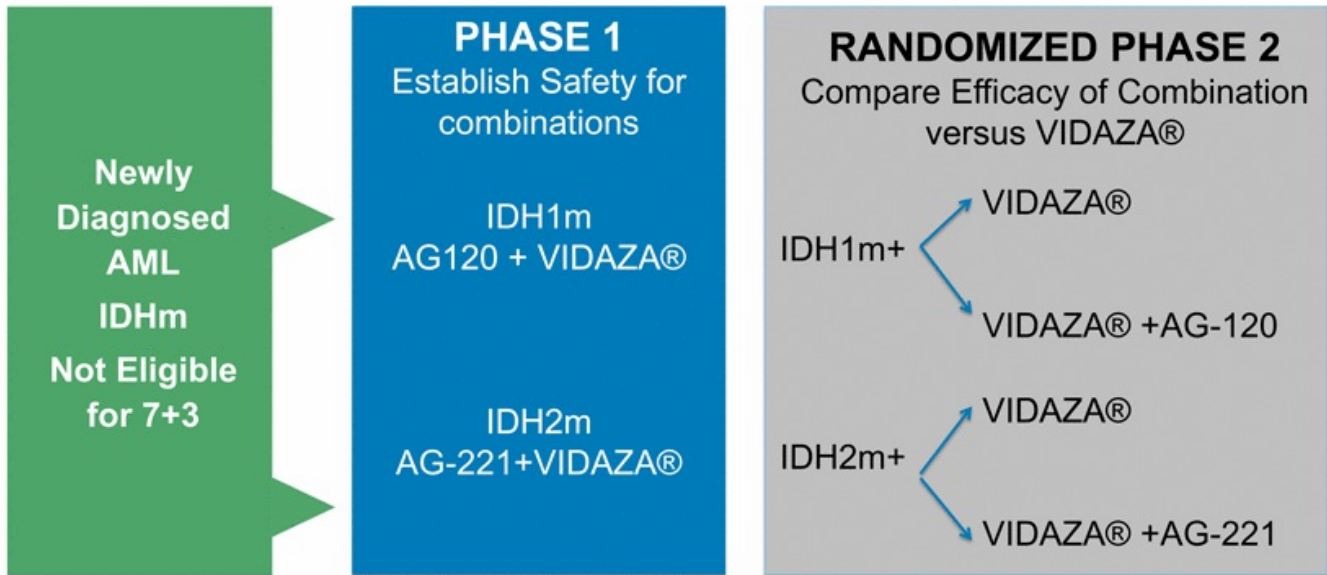 Newly
Diagnosed
AML
IDHm
Not Eligible
for 7+3
PHASE 1
Establish Safety for
combinations
IDH1m
AG120 + VIDAZA®
IDH2m
AG-221+VIDAZA®
RANDOMIZED PHASE 2
Compare Efficacy of Combination
versus VIDAZA®
IDH1m+
VIDAZA®
VIDAZA® +AG-120
IDH2m+
VIDAZA®
VIDAZA® +AG-221